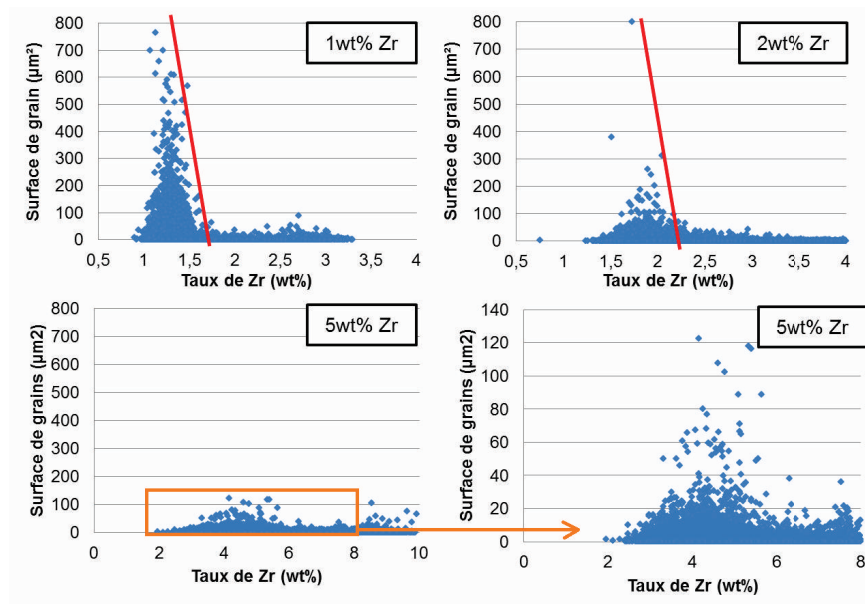 1wt% Zr
Surface de grain (µm²)
800
700
600
500
400
300
200
100
0
0,5 1 1,5 2 2,5 3 3,5 4
Taux de Zr (wt%)
2wt% Zr
Surface de grain (µm²)
800
700
600
500
400
300
200
100
0
0,5 1 1,5 2 2,5 3 3,5 4
Taux de Zr (wt%)
5wt% Zr
Surface de grains (µm2)
800
700
600
500
400
300
200
100
0
0 2 4 6 8 10
Taux de Zr (wt%)
5wt% Zr
Surface de grains (µm2)
140
120
100
80
60
40
20
0
0 2 4 6 8
Taux de Zr (wt%)